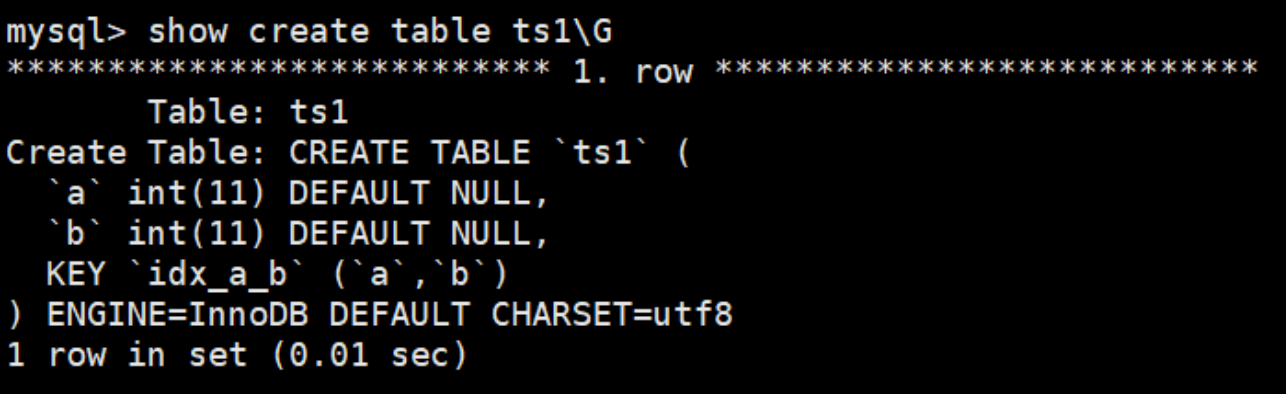 mysql> show create table ts1\G
*************************** 1. row ***************************
       Table: ts1
Create Table: CREATE TABLE `ts1` (
  `a` int(11) DEFAULT NULL,
  `b` int(11) DEFAULT NULL,
  KEY `idx_a_b` (`a`,`b`)
) ENGINE=InnoDB DEFAULT CHARSET=utf8
1 row in set (0.01 sec)